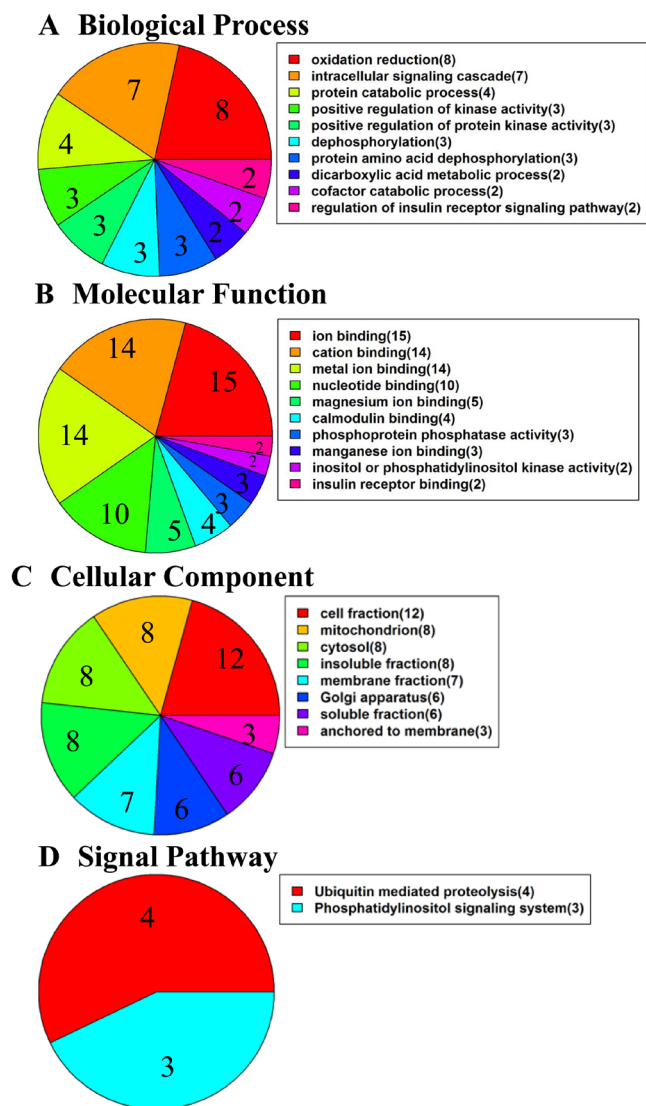 A Biological Process
8
7
4
3
3
3
3
2
2
2
oxidation reduction(8)
intracellular signaling cascade(7)
protein catabolic process(4)
positive regulation of kinase activity(3)
positive regulation of protein kinase activity(3)
dephosphorylation(3)
protein amino acid dephosphorylation(3)
dicarboxylic acid metabolic process(2)
cofactor catabolic process(2)
regulation of insulin receptor signaling pathway(2)
B Molecular Function
15
14
14
10
5
4
3
3
2
2
ion binding(15)
cation binding(14)
metal ion binding(14)
nucleotide binding(10)
magnesium ion binding(5)
calmodulin binding(4)
phosphoprotein phosphatase activity(3)
manganese ion binding(3)
inositol or phosphatidylinositol kinase activity(2)
insulin receptor binding(2)
C Cellular Component
12
8
8
8
7
6
6
3
cell fraction(12)
mitochondrion(8)
cytosol(8)
insoluble fraction(8)
membrane fraction(7)
Golgi apparatus(6)
soluble fraction(6)
anchored to membrane(3)
D Signal Pathway
4
3
Ubiquitin mediated proteolysis(4)
Phosphatidylinositol signaling system(3)